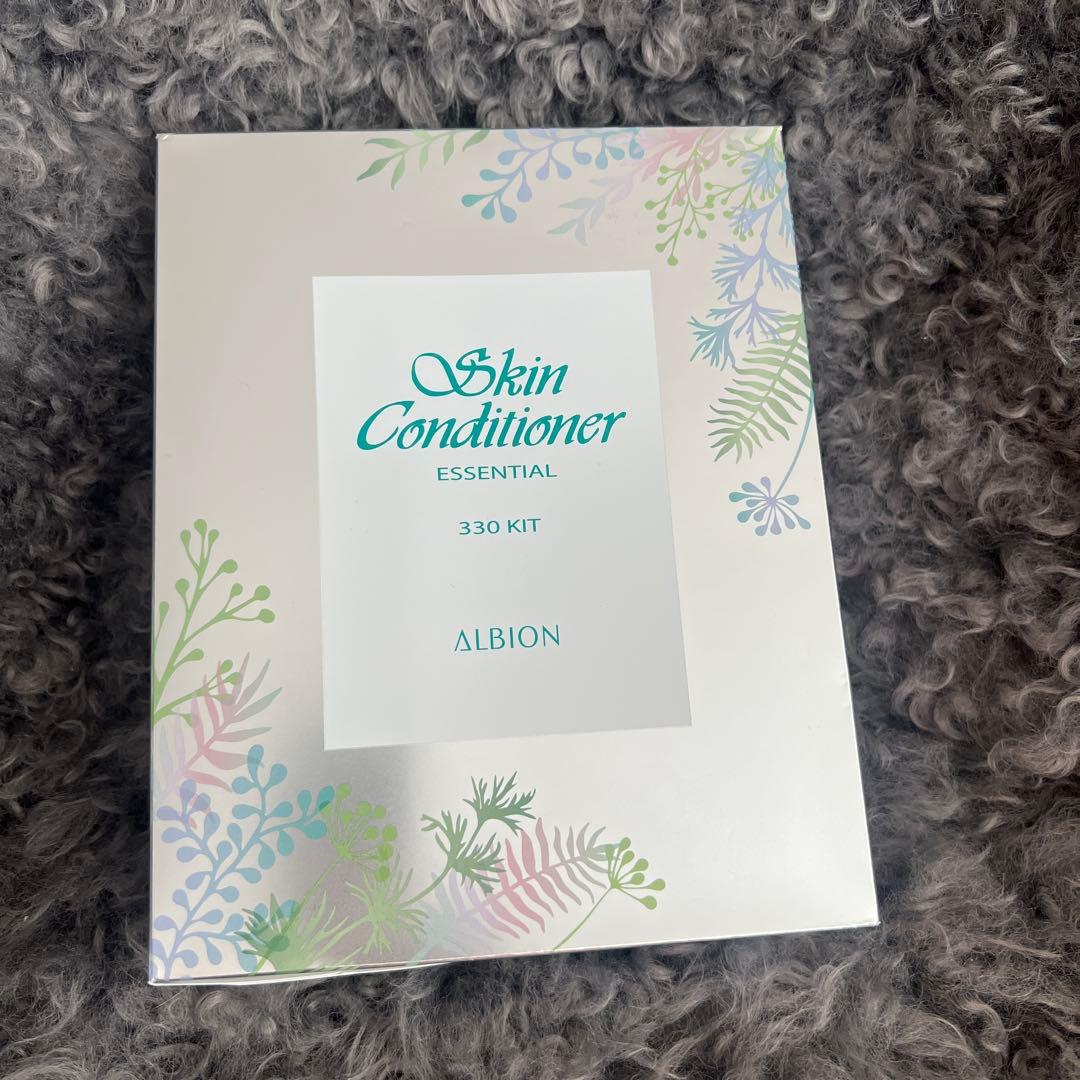 Skin
Conditioner
ESSENTIAL
330 KIT
ALBION